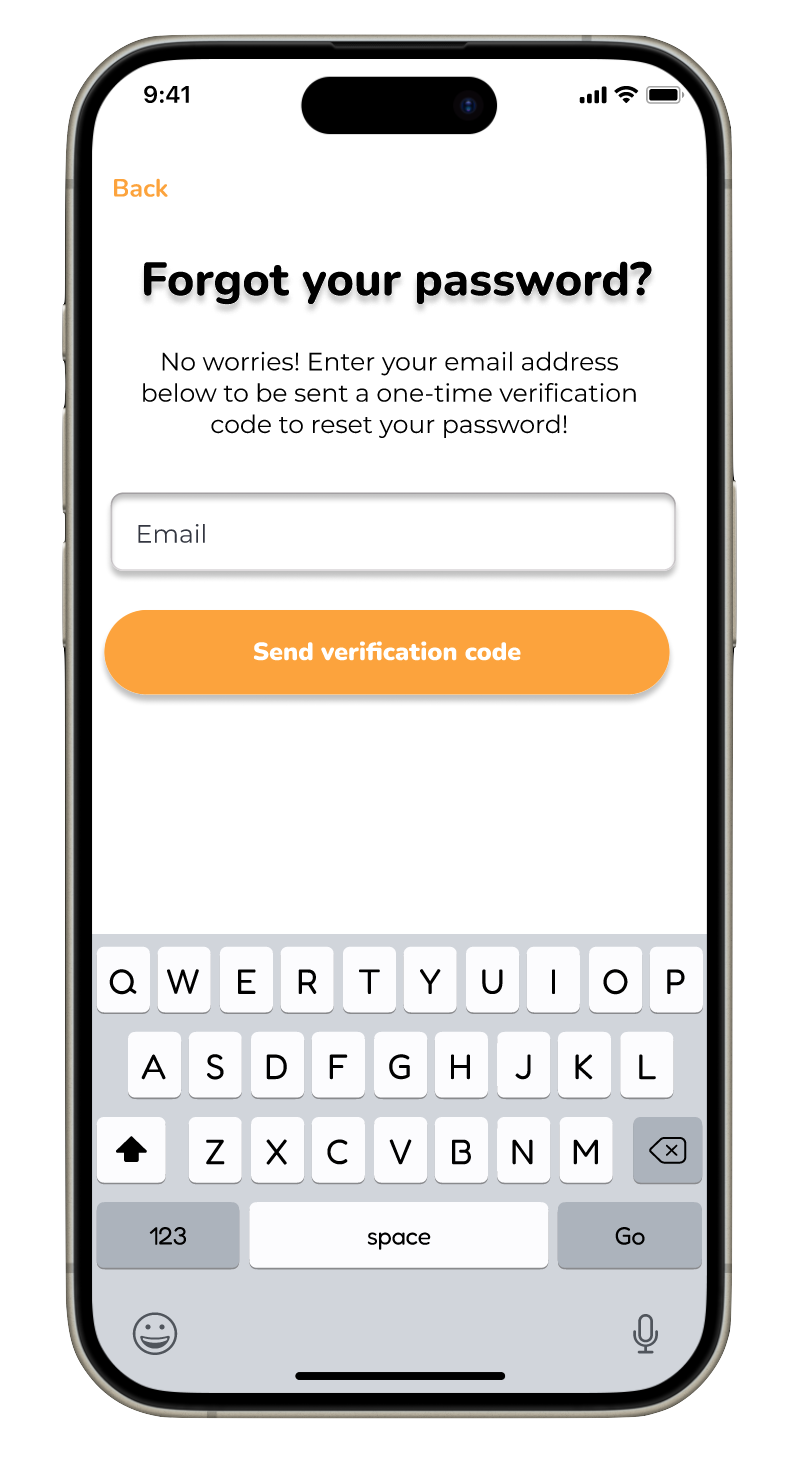 9:41
Back
Forgot your password?
No worries! Enter your email address
below to be sent a one-time verification
code to reset your password!
Email
Send verification code
Q W E R T Y U I O P
A S D F G H J K L
Z X C V B N M
123 space Go